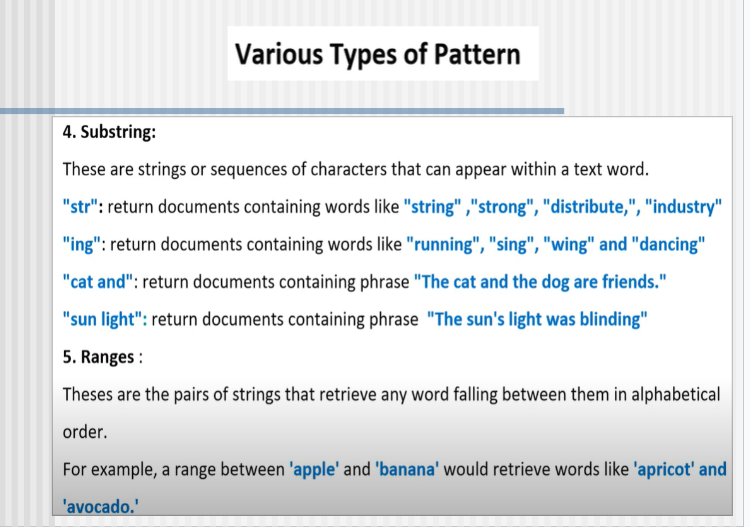 Various Types of Pattern
4. Substring:
These are strings or sequences of characters that can appear within a text word.
"str": return documents containing words like "string" ,"strong", "distribute,", "industry"
"ing": return documents containing words like "running", "sing", "wing" and "dancing"
"cat and": return documents containing phrase "The cat and the dog are friends."
"sun light": return documents containing phrase "The sun's light was blinding"
5. Ranges :
Theses are the pairs of strings that retrieve any word falling between them in alphabetical
order.
For example, a range between 'apple' and 'banana' would retrieve words like 'apricot' and
'avocado.'